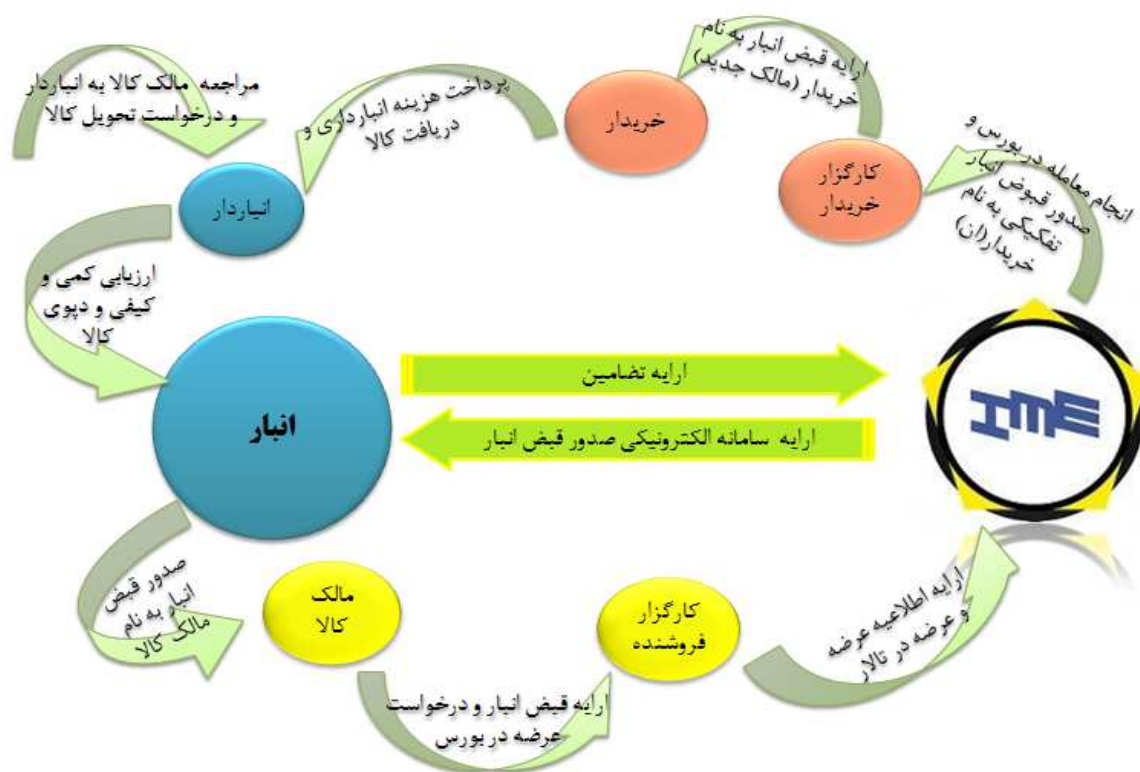 ارایه قبض انبار به نام
خریدار (مالک جدید)
مراجعه مالک کالا به انباردار
و درخواست تحویل کالا
پرداخت هزینه انبارداری و
دریافت کالا
خریدار
کارگزار
خریدار
انجام معامله در بورس و
صدور قبوض انبار
تفکیکی به نام
خریدار(ان)
انباردار
ارزیابی کمی و
کیفی و دپوی
کالا
ارایه تضامین
انبار
ارایه سامانه الکترونیکی صدور قبض انبار
IME
صدور قبض
انبار به نام
مالک کالا
مالک
کالا
کارگزار
فروشنده
ارایه اطلاعیه عرضه
و عرضه در تالار
ارایه قبض انبار و درخواست
عرضه در بورس